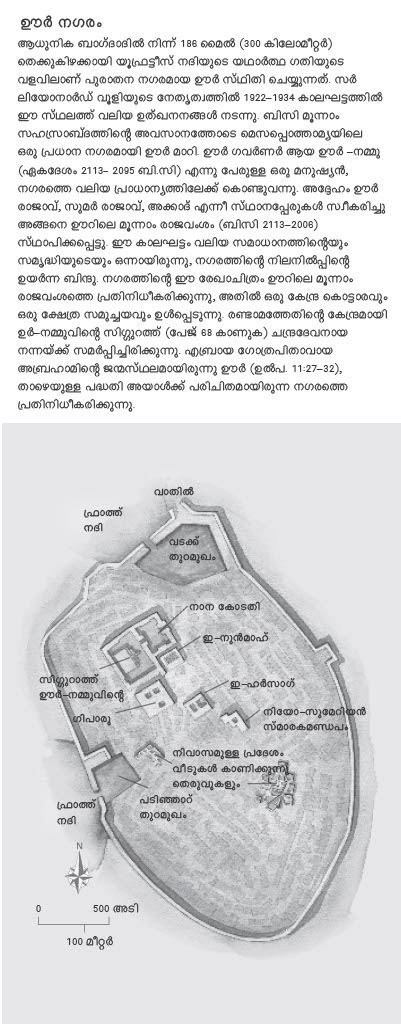 ഊർ നഗരം
ആധുനിക ബാഗ്ദാദിൽ നിന്ന് 186 മൈൽ (300 കിലോമീറ്റർ)
തെക്കുകിഴക്കായി യൂഫ്രട്ടീസ് നദിയുടെ യഥാർത്ഥ ഗതിയുടെ
വളവിലാണ് പുരാതന നഗരമായ ഊർ സ്ഥിതി ചെയ്യുന്നത്. സർ
ലിയോനാർഡ് വൂളിയുടെ നേതൃത്വത്തിൽ 1922–1934 കാലഘട്ടത്തിൽ
ഈ സ്ഥലത്ത് വലിയ ഉത്ഖനനങ്ങൾ നടന്നു. ബിസി മൂന്നാം
സഹസ്രാബ്ദത്തിന്റെ അവസാനത്തോടെ മെസപ്പൊത്താമ്യയിലെ
ഒരു പ്രധാന നഗരമായി ഊർ മാറി. ഊർ ഗവർണർ ആയ ഊർ –നമ്മു
(ഏകദേശം 2113– 2095 ബി.സി) എന്നു പേരുള്ള ഒരു മനുഷ്യൻ,
നഗരത്തെ വലിയ പ്രാധാന്യത്തിലേക്ക് കൊണ്ടുവന്നു. അദ്ദേഹം ഊർ
രാജാവ്, സുമർ രാജാവ്, അക്കാദ് എന്നീ സ്ഥാനപ്പേരുകൾ സ്വീകരിച്ചു
അങ്ങനെ ഊറിലെ മൂന്നാം രാജവംശം (ബിസി 2113–2006)
സ്ഥാപിക്കപ്പെട്ടു. ഈ കാലഘട്ടം വലിയ സമാധാനത്തിന്റെയും
സമൃദ്ധിയുടെയും ഒന്നായിരുന്നു, നഗരത്തിന്റെ നിലനിൽപ്പിന്റെ
ഉയർന്ന ബിന്ദു. നഗരത്തിന്റെ ഈ രേഖാചിത്രം ഊറിലെ മൂന്നാം
രാജവംശത്തെ പ്രതിനിധീകരിക്കുന്നു, അതിൽ ഒരു കേന്ദ്ര കൊട്ടാരവും
ഒരു ക്ഷേത്ര സമുച്ചയവും ഉൾപ്പെടുന്നു. രണ്ടാമത്തേതിന്റെ കേന്ദ്രമായി
ഉർ–നമ്മുവിന്റെ സിഗ്ഗുറത്ത് (പേജ് 68 കാണുക) ചന്ദ്രദേവനായ
നന്നയ്ക്ക് സമർപ്പിച്ചിരിക്കുന്നു. എബ്രായ ഗോത്രപിതാവായ
അബ്രഹാമിന്റെ ജന്മസ്ഥലമായിരുന്നു ഊർ (ഉൽപ. 11:27–32),
താഴെയുള്ള പദ്ധതി അയാൾക്ക് പരിചിതമായിരുന്ന നഗരത്തെ
പ്രതിനിധീകരിക്കുന്നു.
വാതിൽ
ഫ്രാത്ത്
നദി
വടക്ക്
തുറമുഖം
നാന കോടതി
ഇ–നുൻമാഹ്
സിഗ്ഗുറാത്ത്
ഊർ–നമ്മുവിന്റെ
ഇ–ഹർസാഗ്
ഗിപാരു
നിയോ–സുമേറിയൻ
സ്മാരകമണ്ഡപം
നിവാസമുള്ള പ്രദേശം
വീടുകൾ കാണിക്കുന്നു
തെരുവുകളും
പടിഞ്ഞാറ്
തുറമുഖം
ഫ്രാത്ത്
നദി
N
0 500 അടി
100 മീറ്റർ